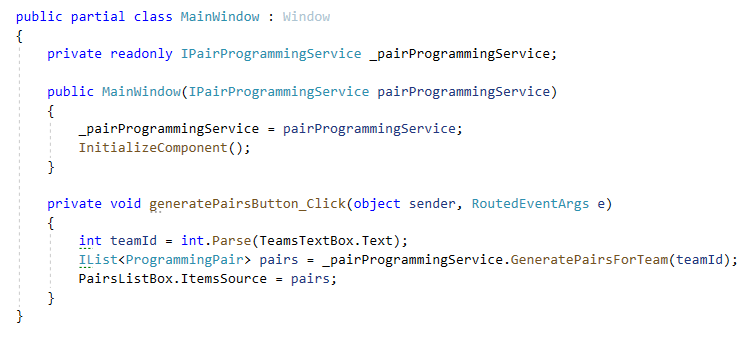 public partial class MainWindow : Window
{
    private readonly IPairProgrammingService _pairProgrammingService;

    public MainWindow(IPairProgrammingService pairProgrammingService)
    {
        _pairProgrammingService = pairProgrammingService;
        InitializeComponent();
    }

    private void generatePairsButton_Click(object sender, RoutedEventArgs e)
    {
        int teamId = int.Parse(TeamsTextBox.Text);
        IList<ProgrammingPair> pairs = _pairProgrammingService.GeneratePairsForTeam(teamId);
        PairsListBox.ItemsSource = pairs;
    }
}